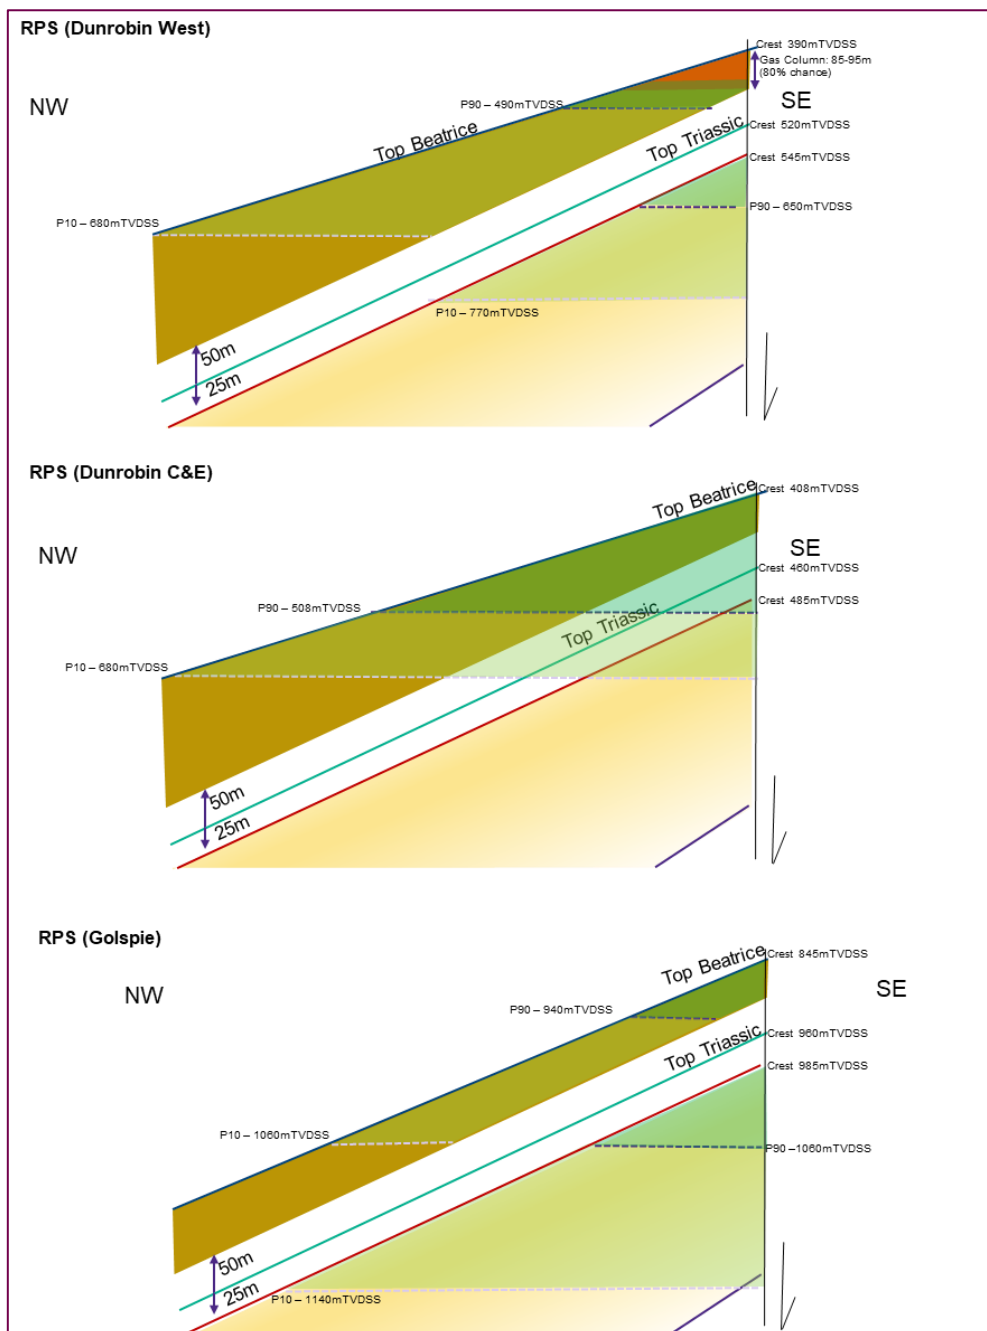 RPS (Dunrobin West)
Crest 390mTVDSS
Gas Column: 85-95m
(80% chance)
NW
P90 – 490mTVDSS
SE
Top Beatrice
Top Triassic
Crest 520mTVDSS
Crest 545mTVDSS
P90 – 650mTVDSS
P10 – 680mTVDSS
P10 – 770mTVDSS
50m
25m
RPS (Dunrobin C&E)
Top Beatrice
Crest 408mTVDSS
NW
SE
Crest 460mTVDSS
Crest 485mTVDSS
P90 – 508mTVDSS
Top Triassic
P10 – 680mTVDSS
50m
25m
RPS (Golspie)
Top Beatrice
Crest 845mTVDSS
NW
SE
P90 – 940mTVDSS
Crest 960mTVDSS
Top Triassic
Crest 985mTVDSS
P10 – 1060mTVDSS
P90 –1060mTVDSS
50m
25m
P10 – 1140mTVDSS